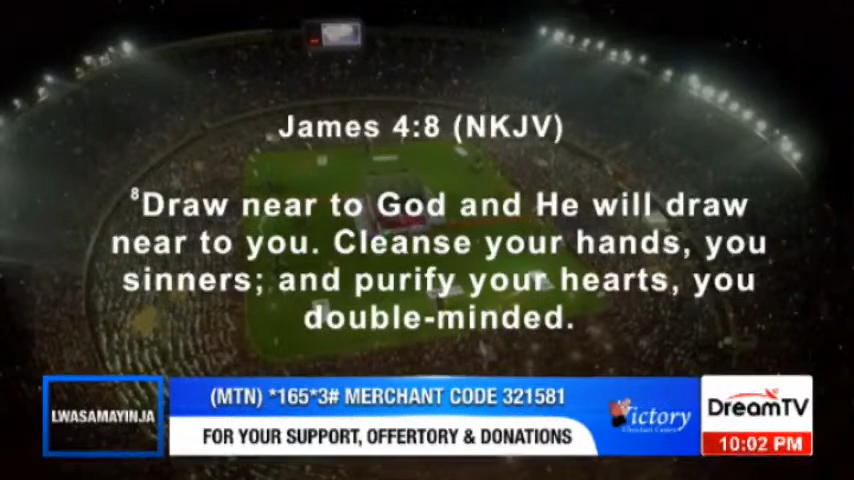 James 4:8 (NKJV)
⁸Draw near to God and He will draw
near to you. Cleanse your hands, you
sinners; and purify your hearts, you
double-minded.
LWASAMAYINJA
(MTN) *165*3# MERCHANT CODE 321581
FOR YOUR SUPPORT, OFFERTORY & DONATIONS
Victory
DreamTV
10:02 PM